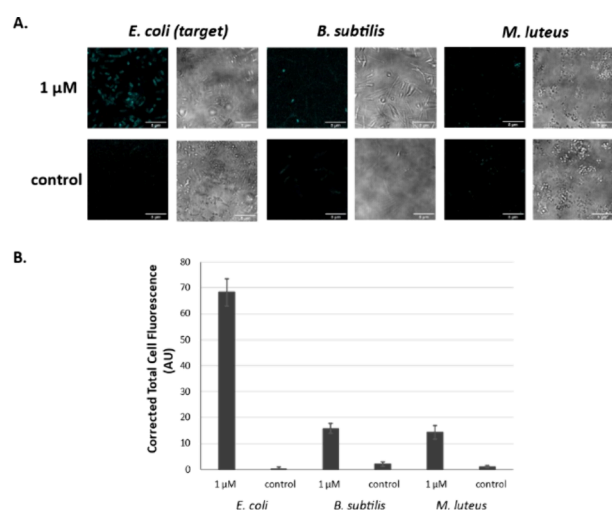 A.
E. coli (target) B. subtilis M. luteus
1 μM
control
B.
Corrected Total Cell Fluorescence
(AU)
80
70
60
50
40
30
20
10
0
1 μM control 1 μM control 1 μM control
E. coli B. subtilis M. luteus